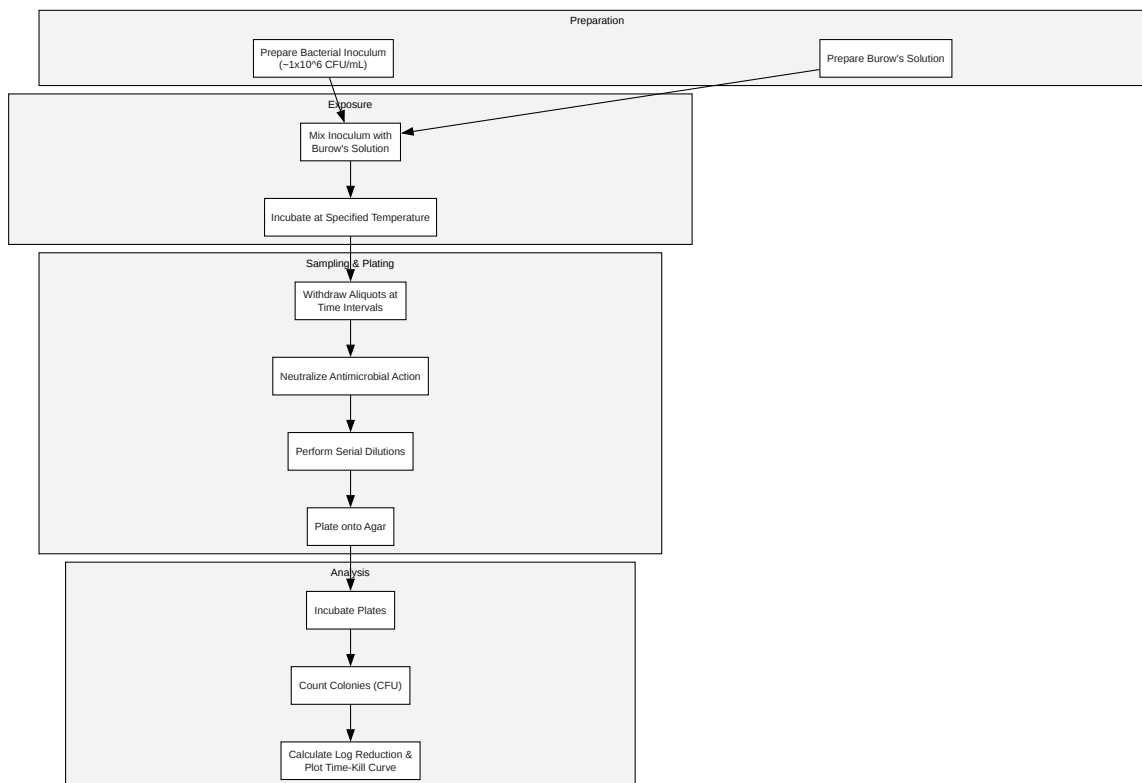 Preparation
Prepare Bacterial Inoculum
(~1x10^6 CFU/mL)
Prepare Burow's Solution
Exposure
Mix Inoculum with
Burow's Solution
Incubate at Specified Temperature
Sampling & Plating
Withdraw Aliquots at
Time Intervals
Neutralize Antimicrobial Action
Perform Serial Dilutions
Plate onto Agar
Analysis
Incubate Plates
Count Colonies (CFU)
Calculate Log Reduction &
Plot Time-Kill Curve